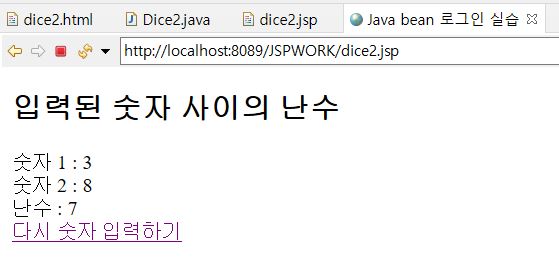 dice2.html Dice2.java dice2.jsp Java bean 로그인 실습
http://localhost:8089/JSPWORK/dice2.jsp
입력된 숫자 사이의 난수
숫자 1 : 3
숫자 2 : 8
난수 : 7
다시 숫자 입력하기